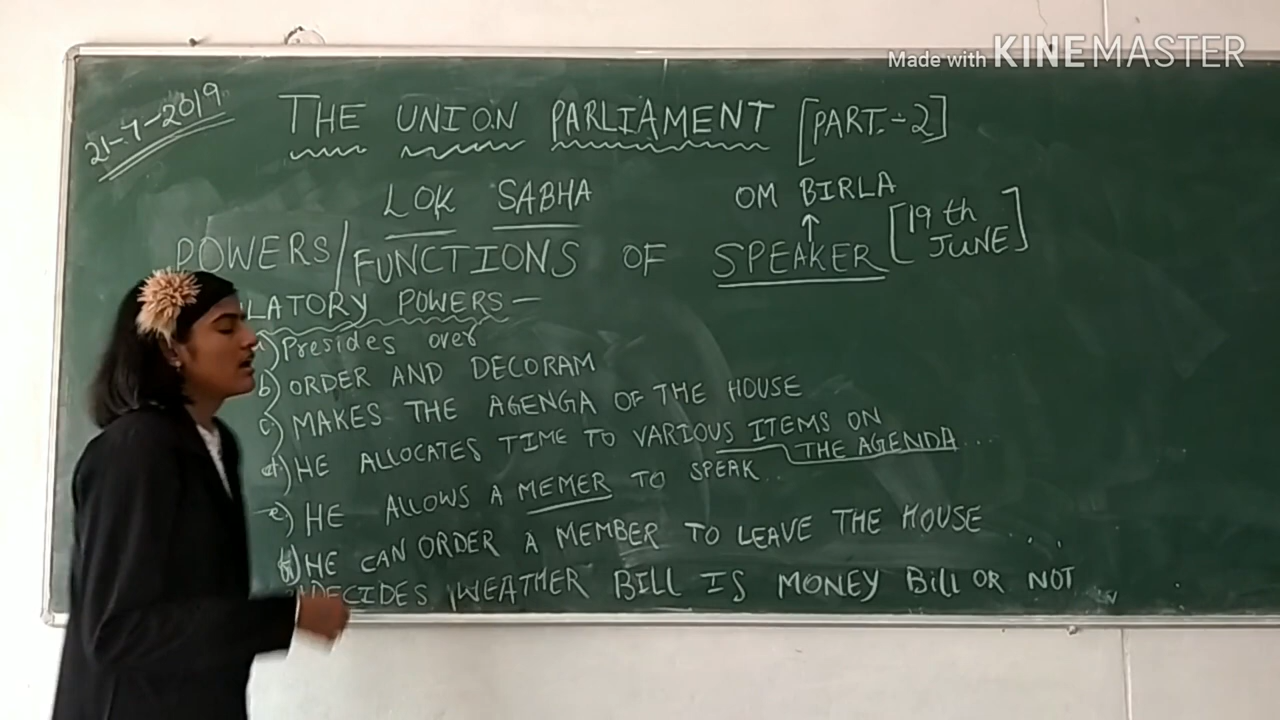 Made with KINEMASTER
21-7-2019
THE UNION PARLIAMENT [PART.-2]
LOK SABHA
OM BIRLA
POWERS/FUNCTIONS OF SPEAKER [19th JUNE]
LATORY POWERS-
a) Presides over
b) ORDER AND DECORAM
c) MAKES THE AGENGA OF THE HOUSE
d) HE ALLOCATES TIME TO VARIOUS ITEMS ON
THE AGENDA....
e) HE ALLOWS A MEMER TO SPEAK..
HE CAN ORDER A MEMBER TO LEAVE THE HOUSE....
DECIDES WEATHER BILL IS MONEY Bill OR NOT